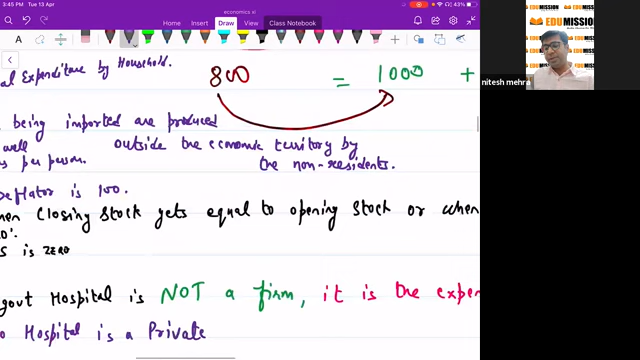 3:45 PM Tue 13 Apr
economics xi
43%
Insert Draw View Class Notebook
al Expenditure by Household.
800 = 1000 +
being imported are produced
well outside the economic territory by
s per person. the non-residents.
deflator is 100.
hen closing stock gets equal to opening stock or when
0'.
S is ZERO
govt Hospital is NOT a firm, it is the expen
o Hospital is a Private
EDUMISSION
nitesh mehra